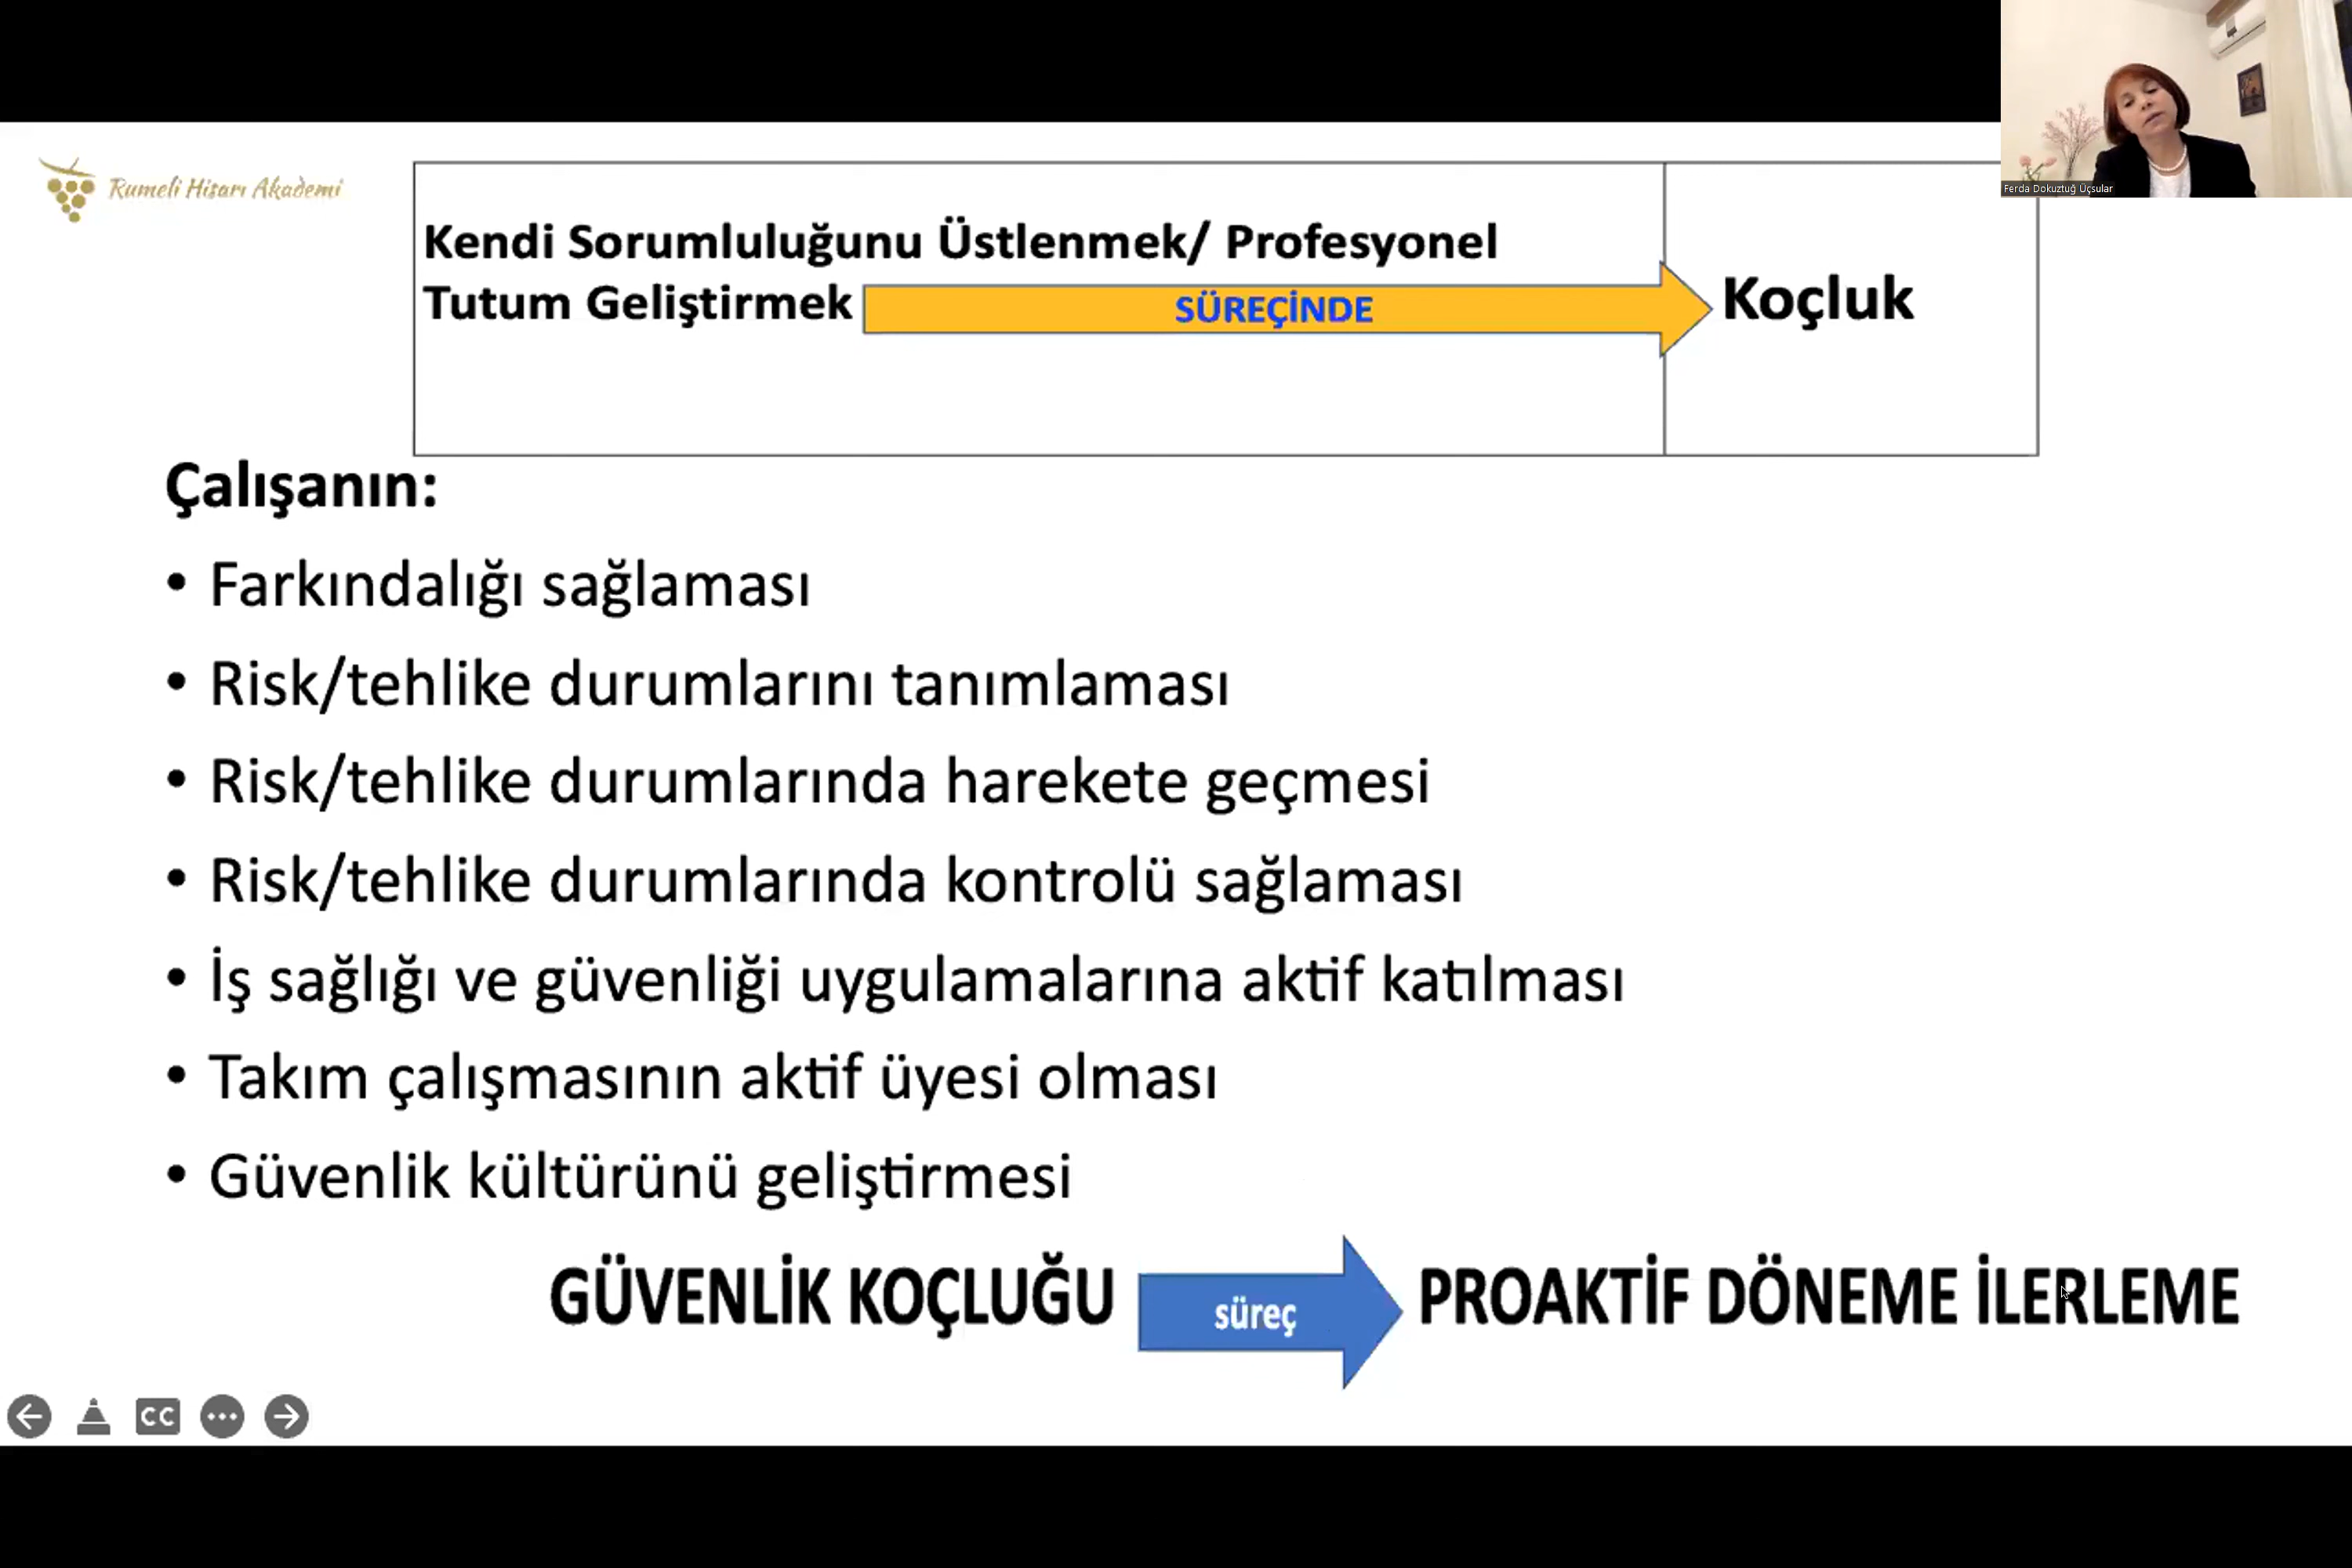 Ferda Dokuztuğ Üçsular
Rumeli Hisarı Akademi
Kendi Sorumluluğunu Üstlenmek/ Profesyonel
Tutum Geliştirmek
SÜREÇİNDE
Koçluk
Çalışanın:
• Farkındalığı sağlaması
• Risk/tehlike durumlarını tanımlaması
• Risk/tehlike durumlarında harekete geçmesi
• Risk/tehlike durumlarında kontrolü sağlaması
• İş sağlığı ve güvenliği uygulamalarına aktif katılması
• Takım çalışmasının aktif üyesi olması
• Güvenlik kültürünü geliştirmesi
GÜVENLİK KOÇLUĞU süreç PROAKTİF DÖNEME İLERLEME
CC